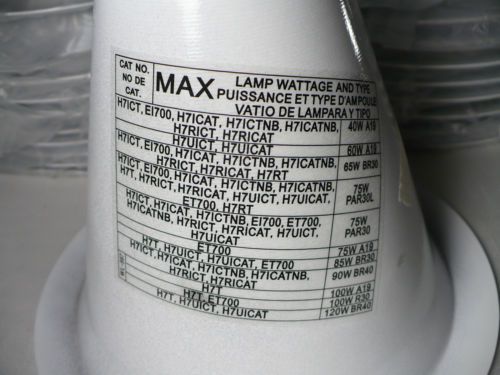 CAT. NO.
NO DE
CAT.
MAX
LAMP WATTAGE AND TYPE
PUISSANCE ET TYPE D'AMPOULE
VATIO DE LAMPARA Y TIPO
H7ICT, EI700, H7ICAT, H7ICTNB, H7ICATNB,
H7RICT, H7RICAT
40W A19
H7UICT, H7UICAT
60W A19
H7ICT, EI700, H7ICAT, H7ICTNB, H7ICATNB,
H7RICT, H7RICAT, H7RT
65W BR30
H7ICT, EI700, H7ICAT, H7ICTNB, H7ICATNB,
H7T, H7RICT, H7RICAT, H7UICT, H7UICAT,
ET700, H7RT
75W
PAR30L
H7ICT, H7ICAT, H7ICTNB, EI700, ET700,
H7ICATNB, H7RICT, H7RICAT, H7T, H7UICT,
H7UICAT
75W
PAR30
ET700
75W A19
H7T, H7UICT, H7UICAT, ET700
85W BR30
H7ICT, H7ICAT, H7ICTNB, H7ICATNB,
H7RICT, H7RICAT
90W BR40
H7T
100W A19
H7T, ET700
100W R30
H7T, H7UICT, H7UICAT
120W BR40